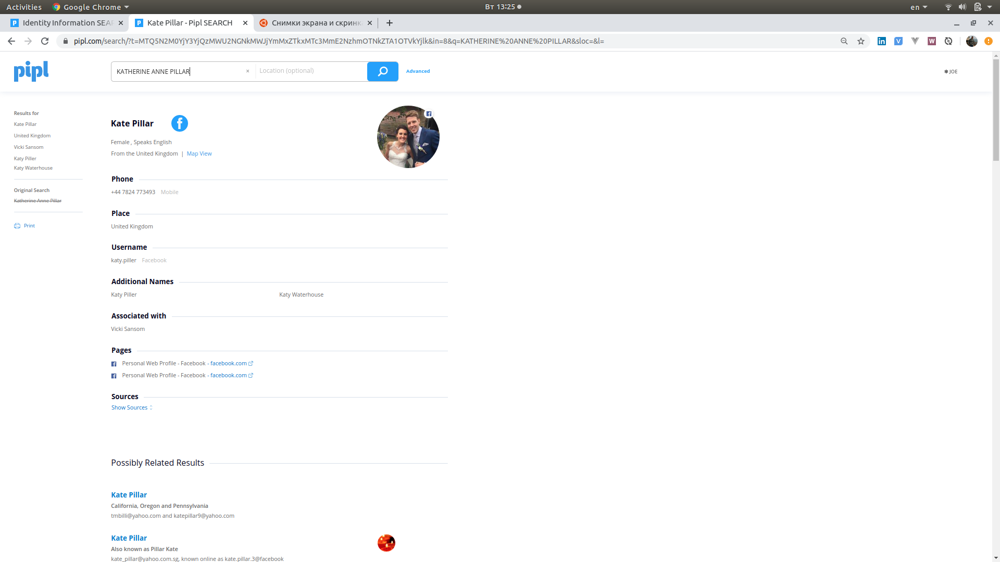 Activities
Google Chrome
Вт 13:25
en
Identity Information SEAR
Kate Pillar - Pipl SEARCH
Снимки экрана и скринк
pipl.com/search/?t=MTQ5N2M0YjY3YjQzMWU2NGNkMWJjYmMxZTkxMTc3MmE2NzhmOTNkZTA1OTVkYjlk&in=8&q=KATHERINE%20ANNE%20PILLAR&sloc=&l=
pipl
KATHERINE ANNE PILLAR
Location (optional)
Advanced
JOE
Results for
Kate Pillar
United Kingdom
Vicki Sansom
Katy Piller
Katy Waterhouse
Original Search
Katherine Anne Pillar
Print
Kate Pillar
Female , Speaks English
From the United Kingdom | Map View
Phone
+44 7824 773493 Mobile
Place
United Kingdom
Username
katy.piller Facebook
Additional Names
Katy Piller Katy Waterhouse
Associated with
Vicki Sansom
Pages
Personal Web Profile - Facebook - facebook.com
Personal Web Profile - Facebook - facebook.com
Sources
Show Sources
Possibly Related Results
Kate Pillar
California, Oregon and Pennsylvania
tmbilli@yahoo.com and katepillar9@yahoo.com
Kate Pillar
Also known as Pillar Kate
kate_pillar@yahoo.com.sg, known online as kate.pillar.3@facebook